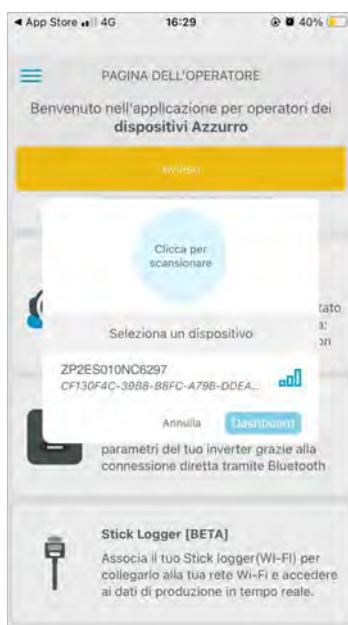 App Store 4G 16:29 40%
PAGINA DELL'OPERATORE
Benvenuto nell'applicazione per operatori dei
dispositivi Azzurro
Clicca per
scansionare
Seleziona un dispositivo
ZP2ES010NC6297
CF130F4C-39B8-B8FC-A79B-DDEA...
Annulla Dashboard
parametri del tuo inverter grazie alla
connessione diretta tramite Bluetooth
Stick Logger [BETA]
Associa il tuo Stick logger(WI-FI) per
collegarlo alla tua rete Wi-Fi e accedere
ai dati di produzione in tempo reale.